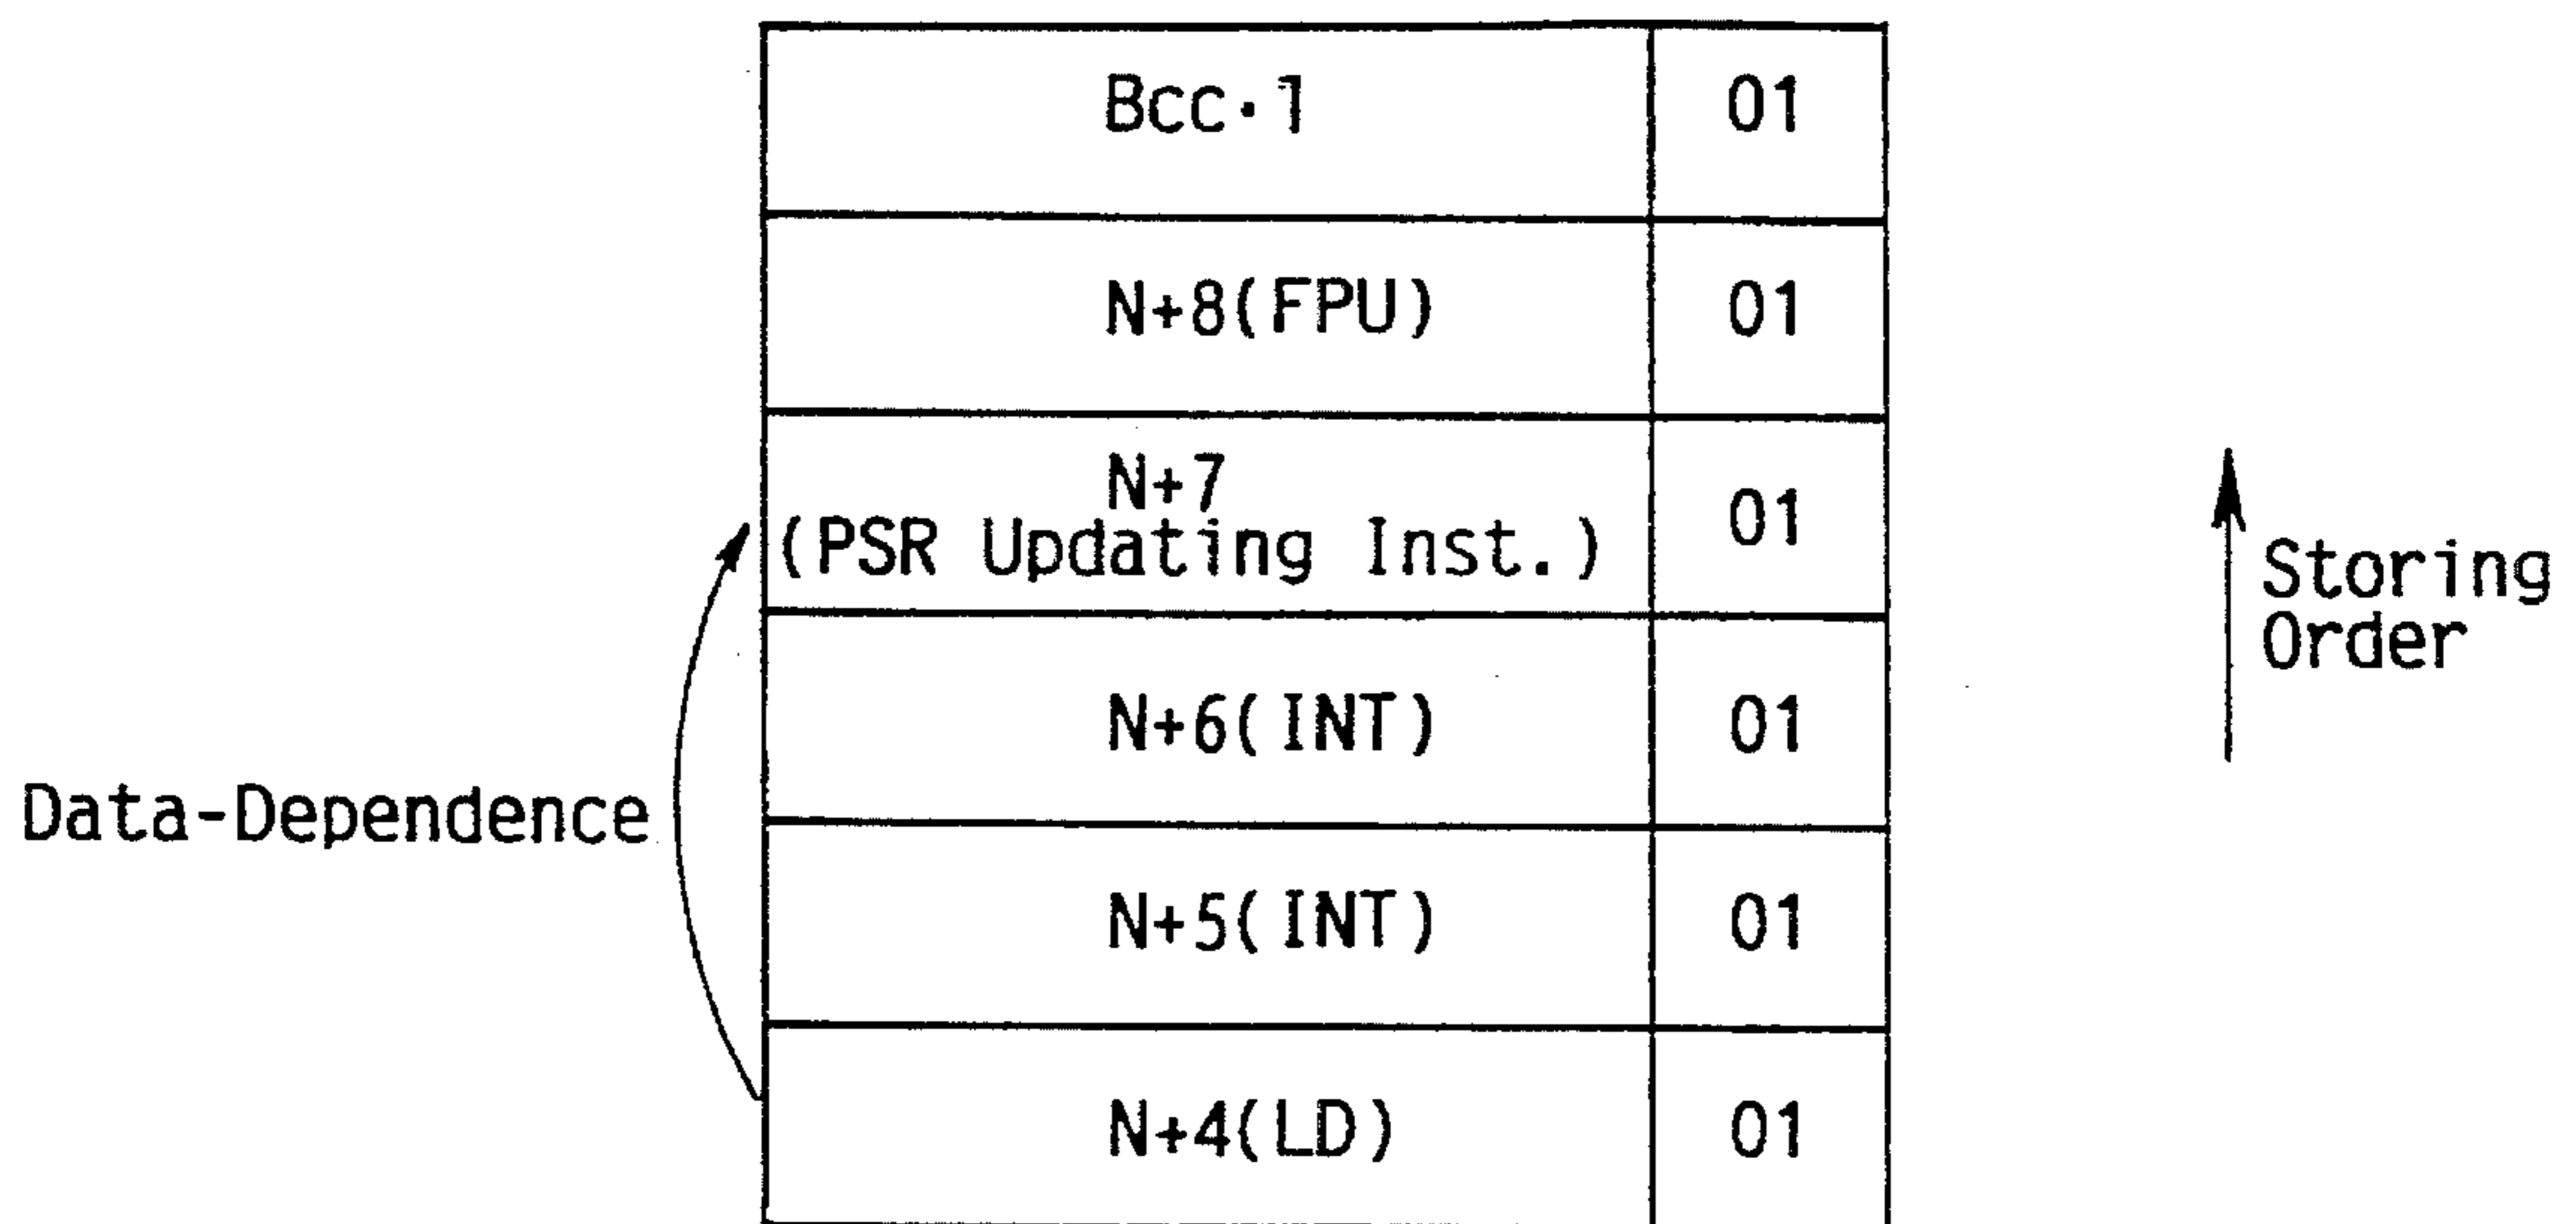 Bcc·1 01
N+8(FPU) 01
N+7
(PSR Updating Inst.) 01
N+6(INT) 01
N+5(INT) 01
N+4(LD) 01
Data-Dependence
Storing
Order